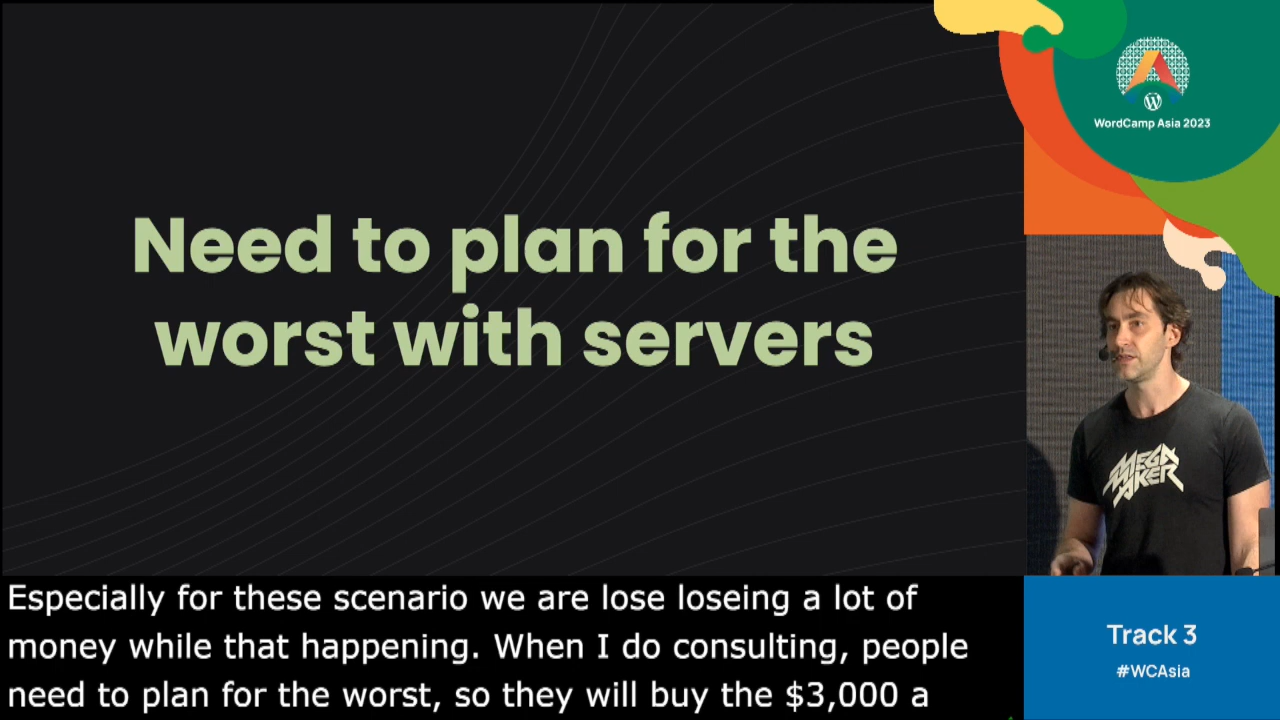 Need to plan for the
worst with servers
WordCamp Asia 2023
MEGA
MAKER
Especially for these scenario we are lose loseing a lot of
money while that happening. When I do consulting, people
need to plan for the worst, so they will buy the $3,000 a
Track 3
#WCAsia